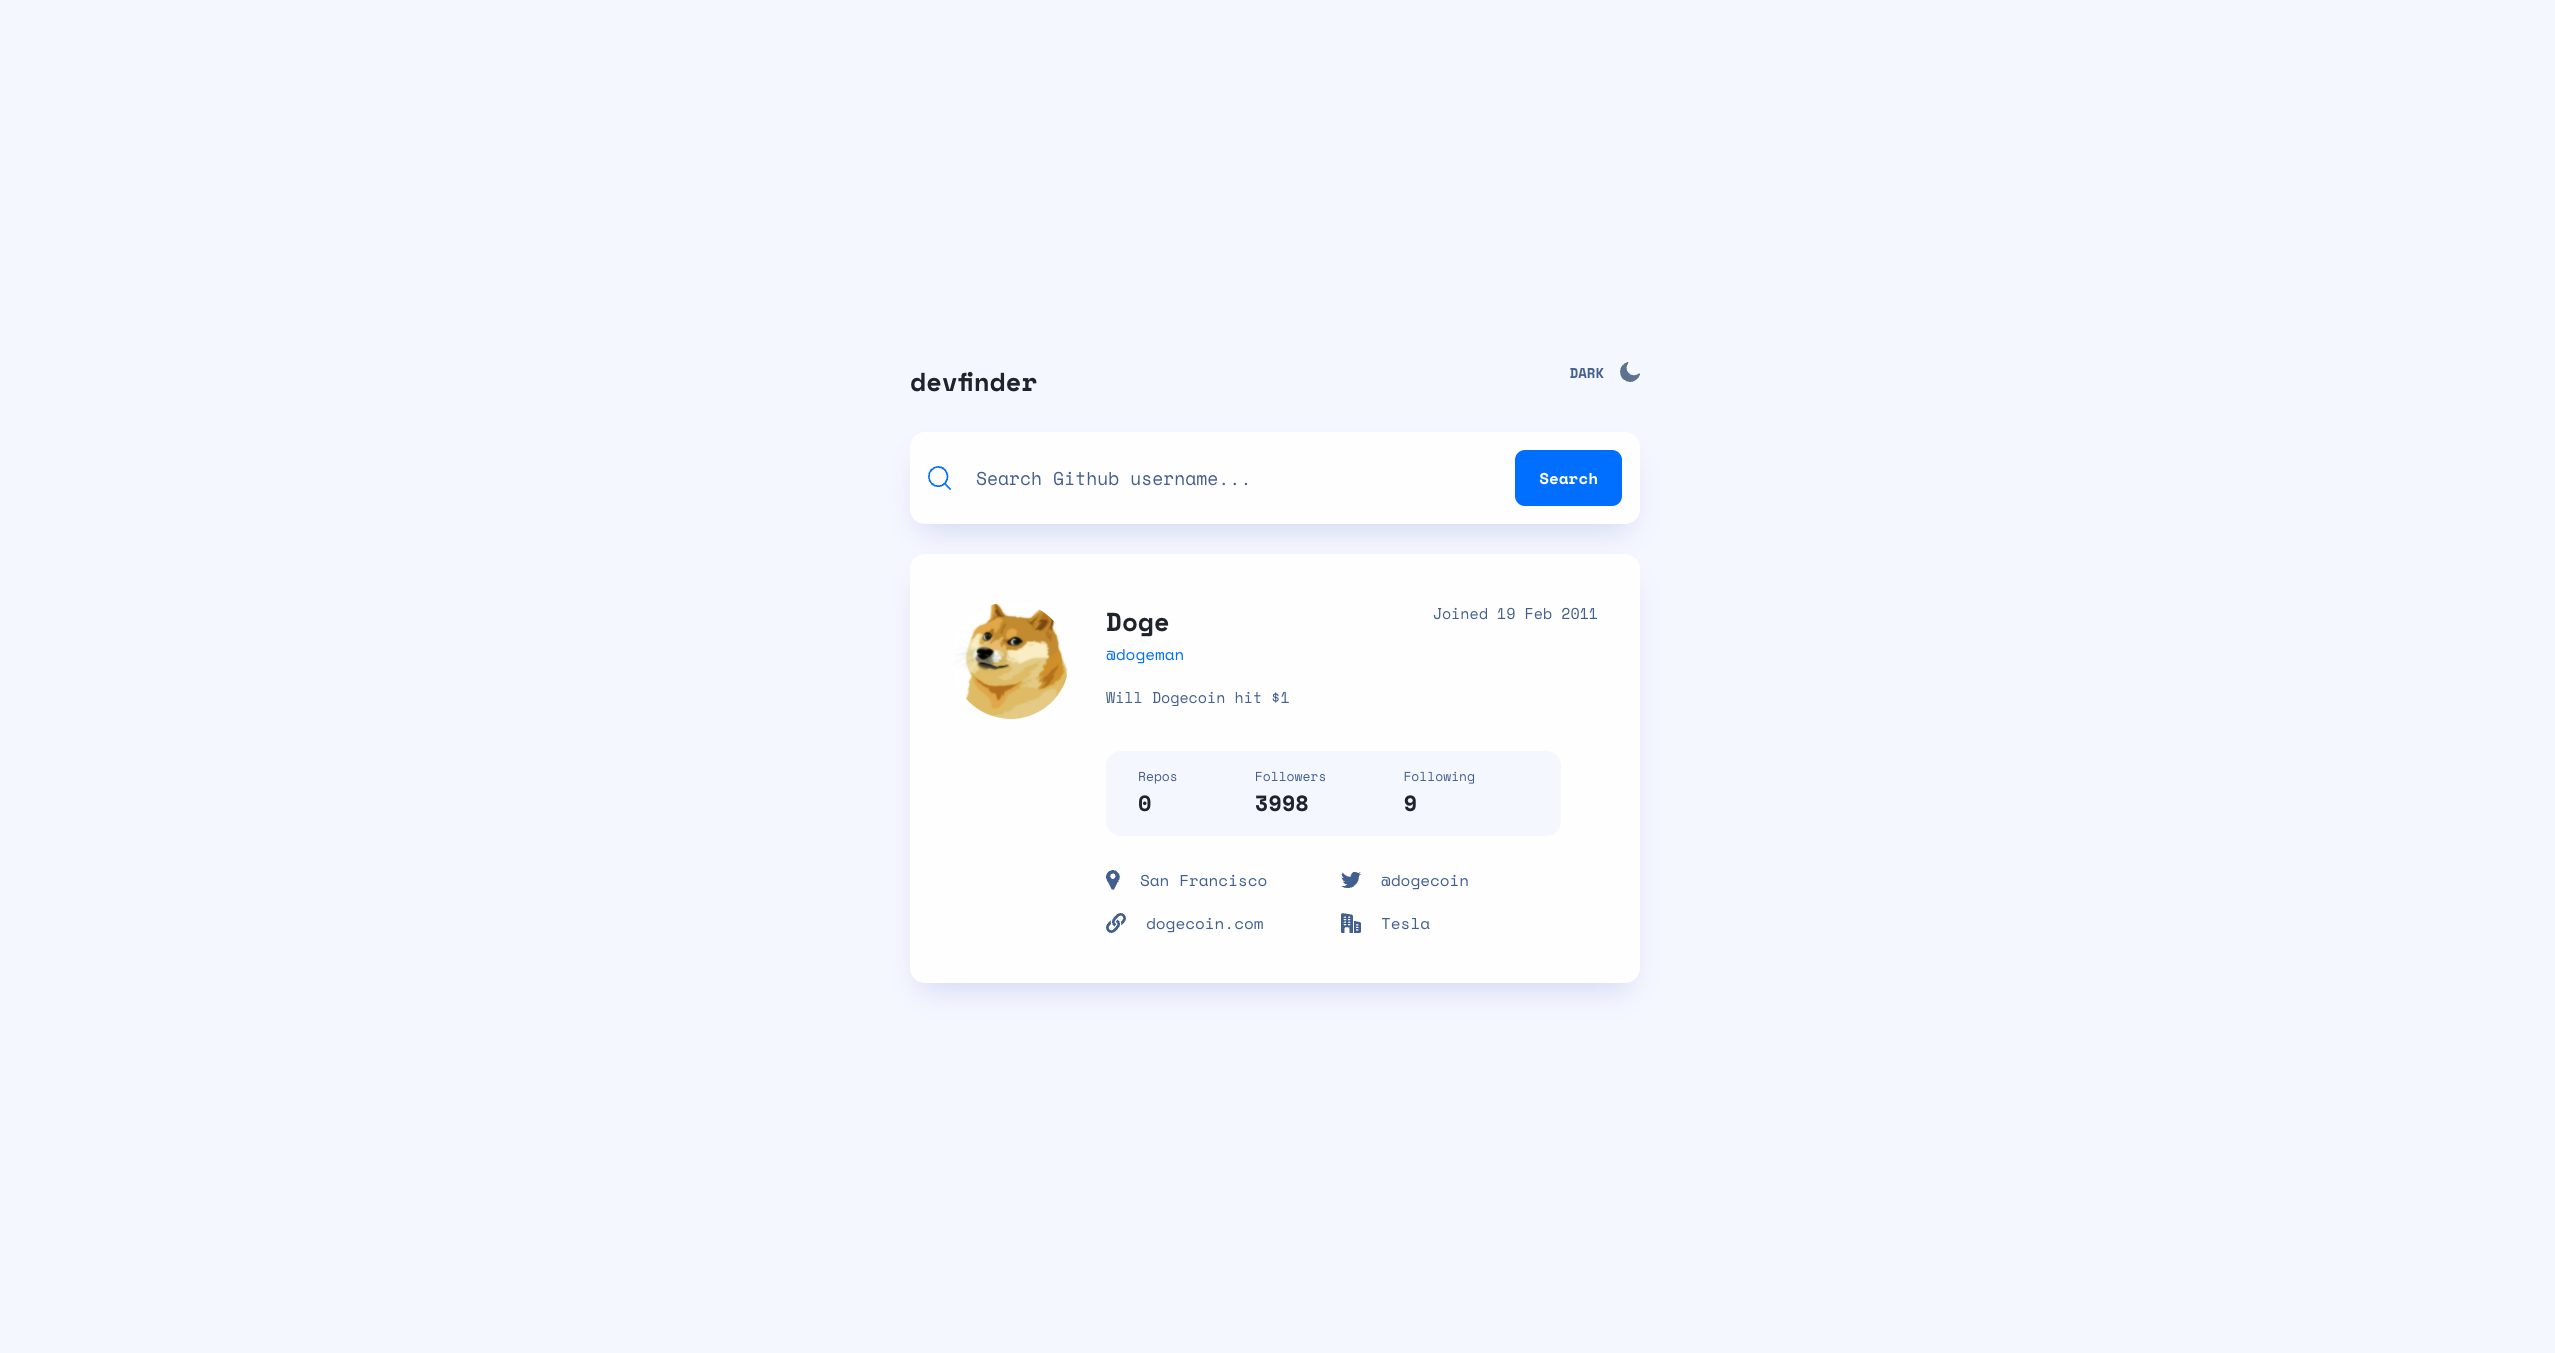 devfinder
DARK
Search Github username...
Search
Doge
Joined 19 Feb 2011
@dogeman
Will Dogecoin hit $1
Repos Followers Following
0 3998 9
San Francisco @dogecoin
dogecoin.com Tesla